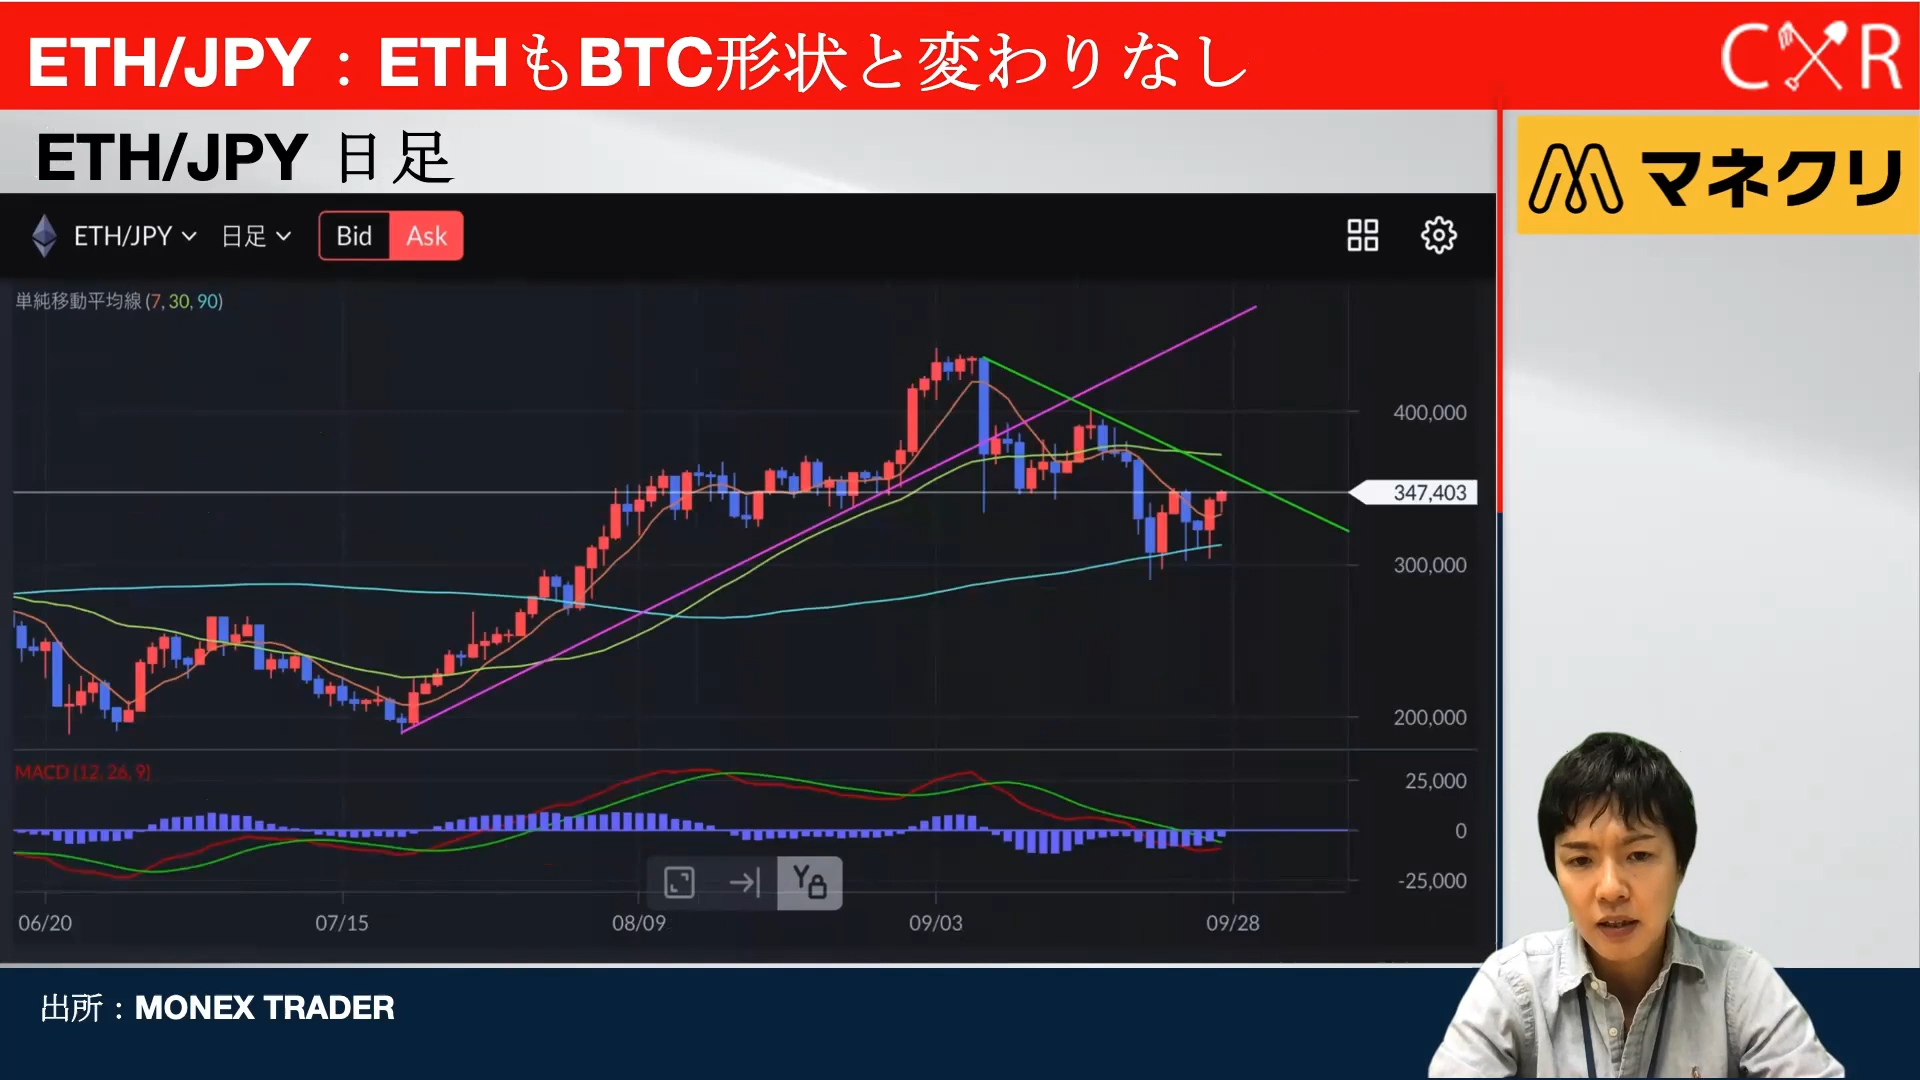 ETH/JPY：ETHもBTC形状と変わりなし
CXR
ETH/JPY 日足
マネクリ
ETH/JPY 日足 Bid Ask
単純移動平均線 (7, 30, 90)
400,000
347,403
300,000
200,000
MACD (12, 26, 9)
25,000
0
-25,000
Y
06/20 07/15 08/09 09/03 09/28
出所：MONEX TRADER